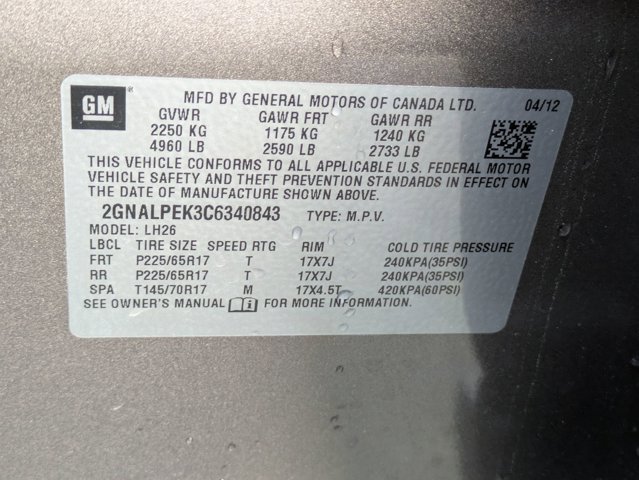 GM ® MFD BY GENERAL MOTORS OF CANADA LTD. 04/12
GVWR GAWR FRT GAWR RR
2250 KG 1175 KG 1240 KG
4960 LB 2590 LB 2733 LB
THIS VEHICLE CONFORMS TO ALL APPLICABLE U.S. FEDERAL MOTOR
VEHICLE SAFETY AND THEFT PREVENTION STANDARDS IN EFFECT ON
THE DATE OF MANUFACTURE SHOWN ABOVE.
2GNALPEK3C6340843 TYPE: M.P.V.
MODEL: LH26
LBCL TIRE SIZE SPEED RTG RIM COLD TIRE PRESSURE
FRT P225/65R17 T 17X7J 240KPA(35PSI)
RR P225/65R17 T 17X7J 240KPA(35PSI)
SPA T145/70R17 M 17X4.5T 420KPA(60PSI)
SEE OWNER'S MANUAL FOR MORE INFORMATION.